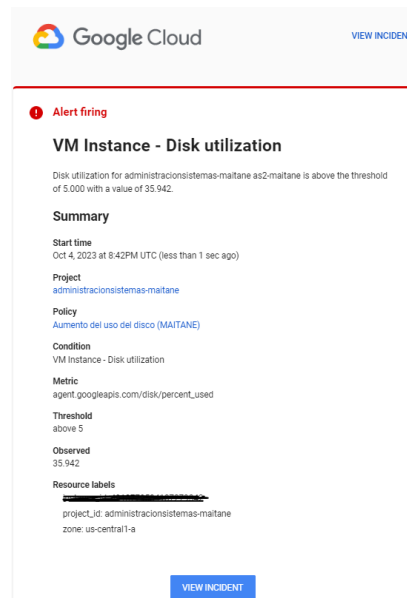 Google Cloud
VIEW INCIDEN
Alert firing
VM Instance - Disk utilization
Disk utilization for administracionsistemas-maitane as2-maitane is above the threshold
of 5.000 with a value of 35.942.
Summary
Start time
Oct 4, 2023 at 8:42PM UTC (less than 1 sec ago)
Project
administracionsistemas-maitane
Policy
Aumento del uso del disco (MAITANE)
Condition
VM Instance - Disk utilization
Metric
agent.googleapis.com/disk/percent_used
Threshold
above 5
Observed
35.942
Resource labels
project_id: administracionsistemas-maitane
zone: us-central1-a
VIEW INCIDENT